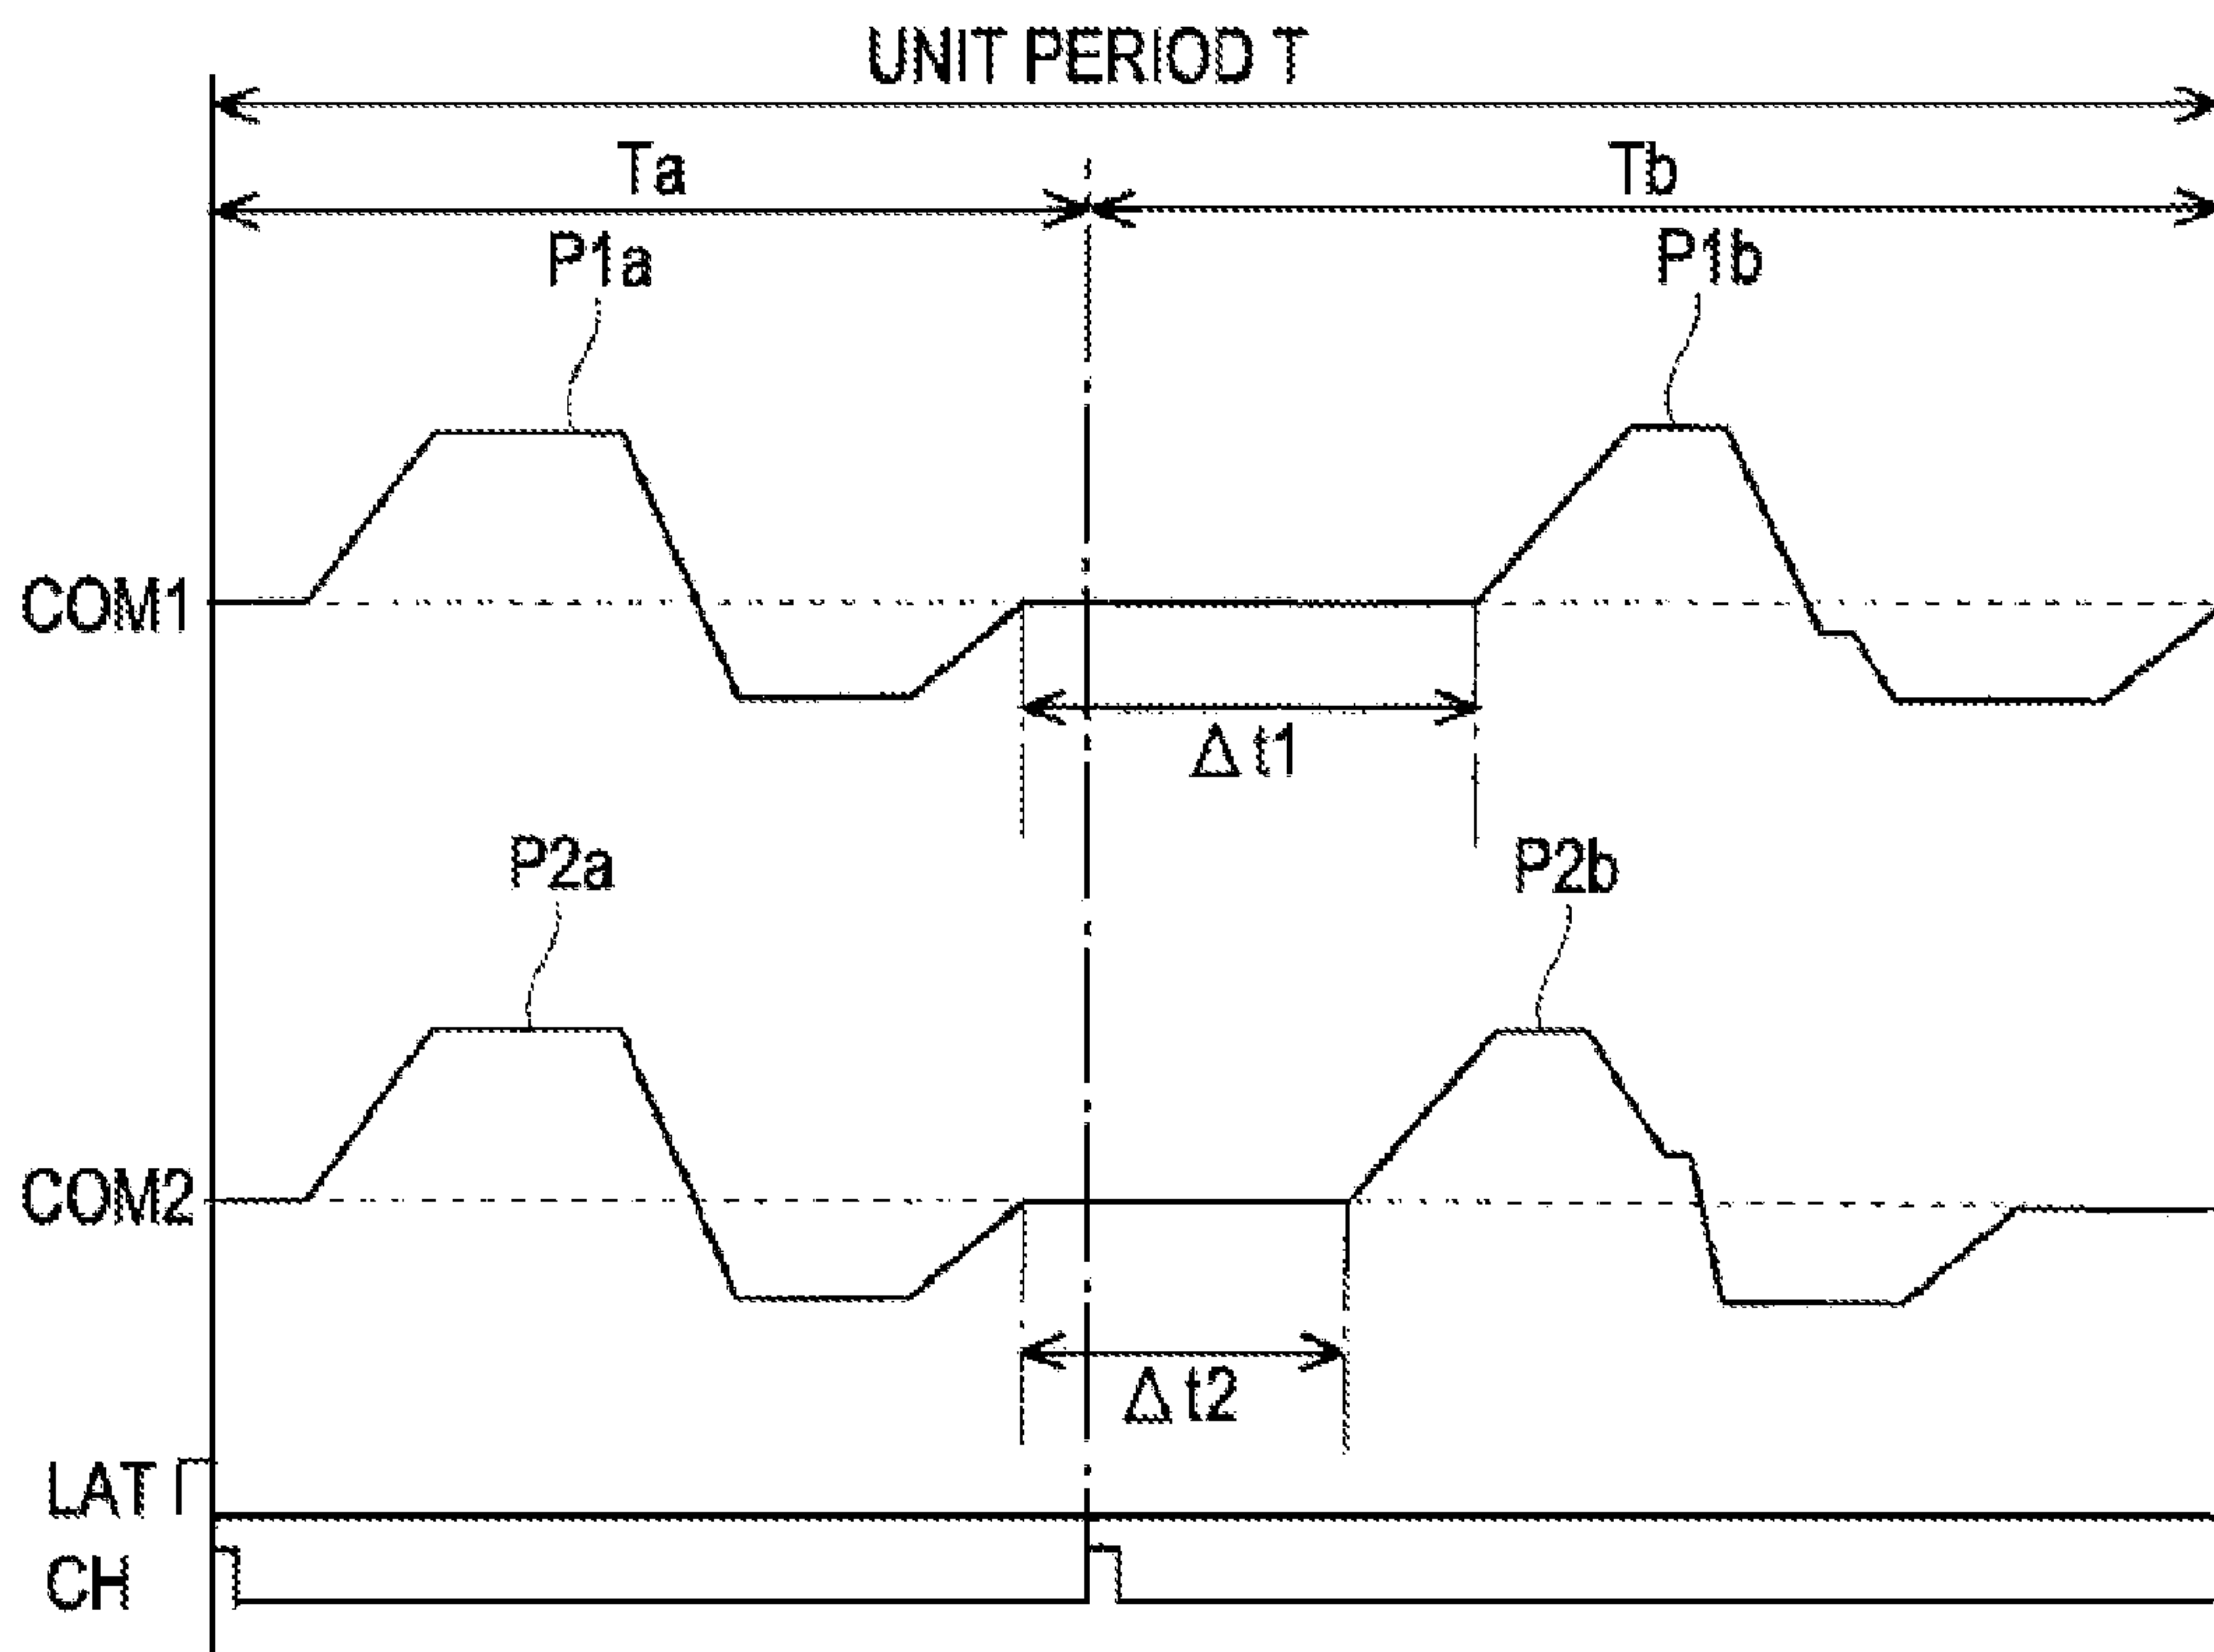 UNIT PERIOD T
Ta Tb
P1a P1b
COM1
Δt1
P2a P2b
COM2
Δt2
LAT
CH